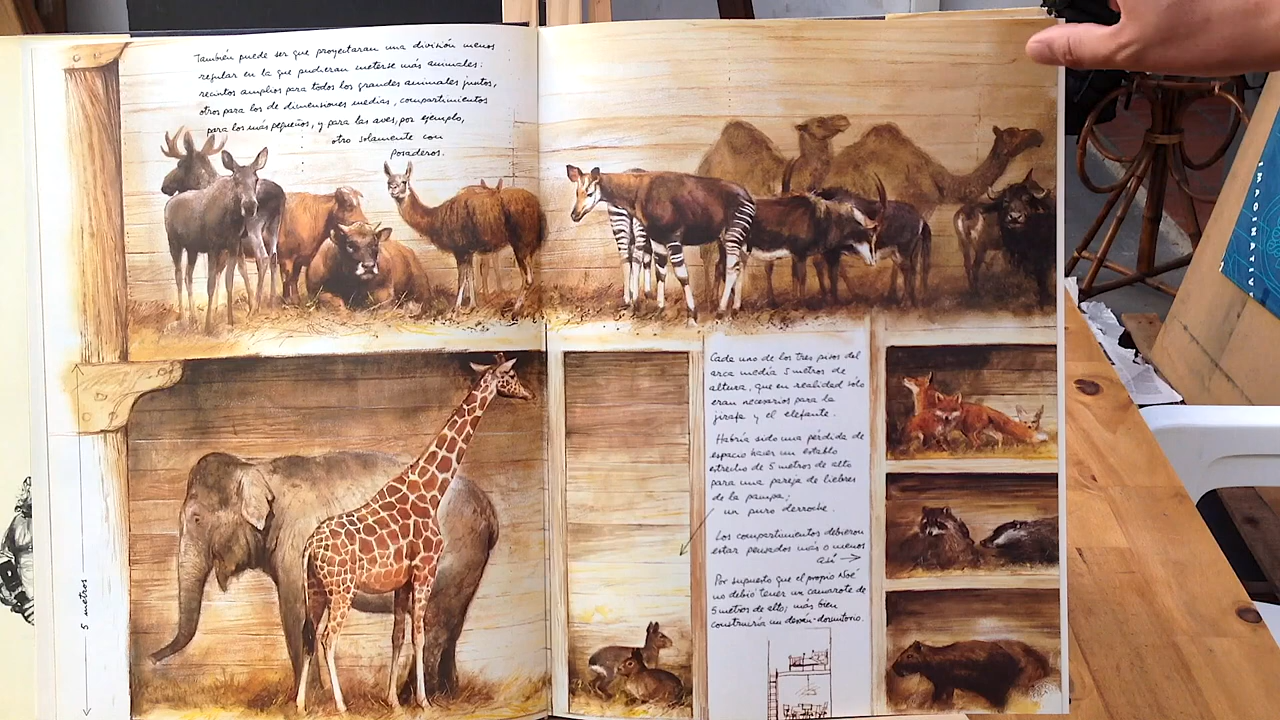 También puede ser que proyectaran una división menos
regular en la que pudieran meterse más animales:
recintos amplios para todos los grandes animales juntos,
otros para los de dimensiones medias, compartimientos
para los más pequeños, y para las aves, por ejemplo,
otro solamente con
posaderos.
Cada uno de los tres pisos del
arca medía 5 metros de
altura, que en realidad sólo
eran necesarios para la
jirafa y el elefante.
Habría sido una pérdida de
espacio hacer un establo
estrecho de 5 metros de alto
para una pareja de liebres
de la pampa;
un puro derroche.
Los compartimientos debieron
estar pensados más o menos
así
Por supuesto que el propio Noé
no debió tener un camarote de
5 metros de alto; más bien
construiría un desván-dormitorio.
5 metros
IMAGINATIVE